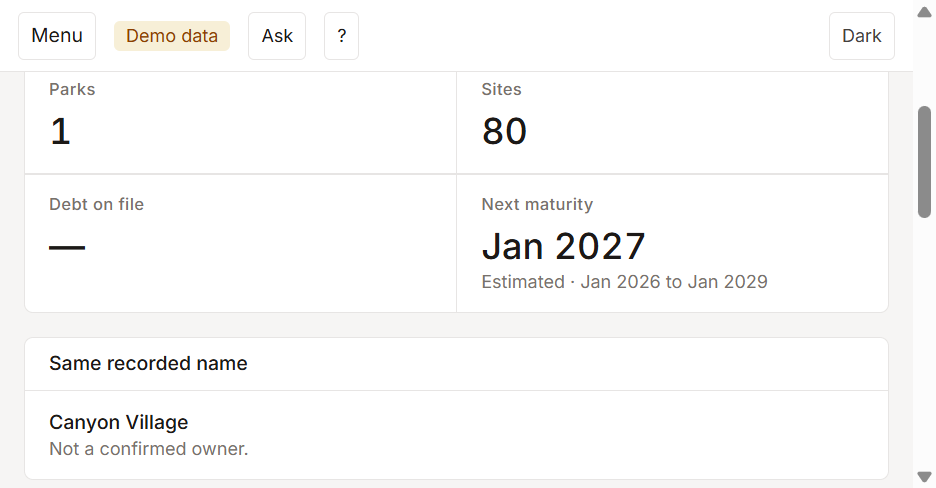 Menu
Demo data
Ask
?
Dark
Parks
1
Sites
80
Debt on file
—
Next maturity
Jan 2027
Estimated · Jan 2026 to Jan 2029
Same recorded name
Canyon Village
Not a confirmed owner.